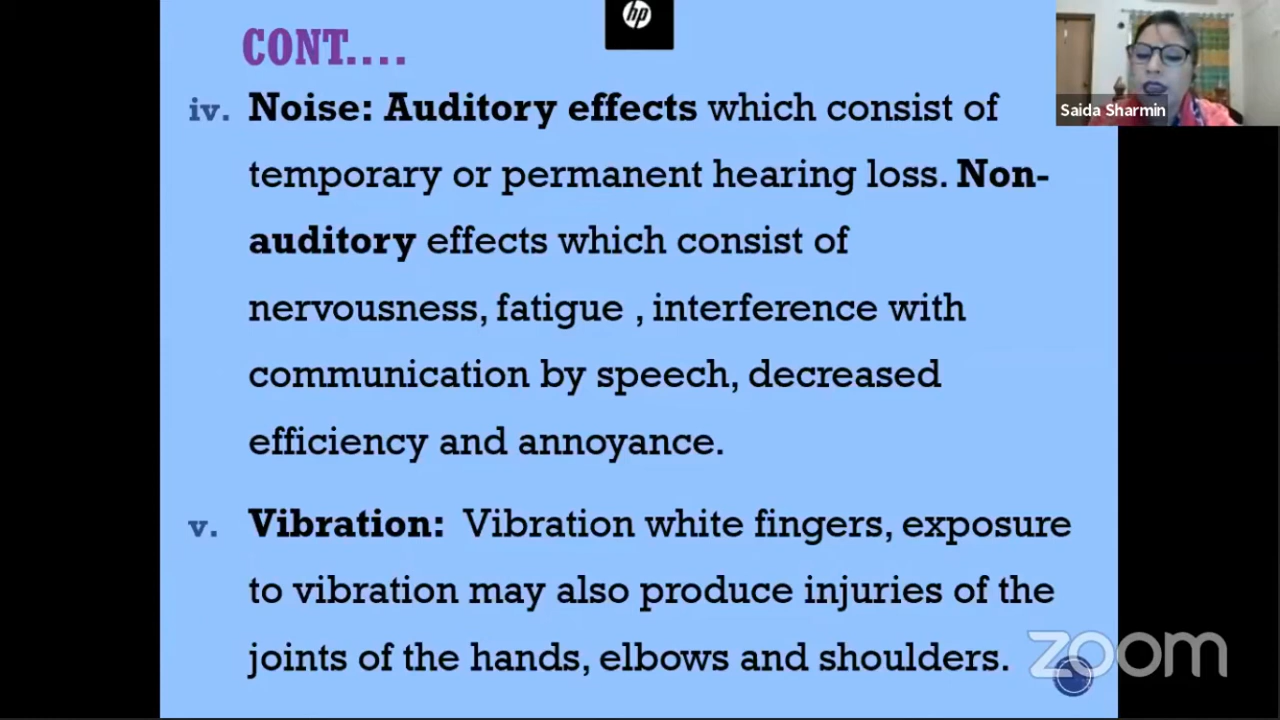 hp
CONT....
Saida Sharmin
iv. Noise: Auditory effects which consist of
temporary or permanent hearing loss. Non-
auditory effects which consist of
nervousness, fatigue , interference with
communication by speech, decreased
efficiency and annoyance.
v. Vibration: Vibration white fingers, exposure
to vibration may also produce injuries of the
joints of the hands, elbows and shoulders.
zoom